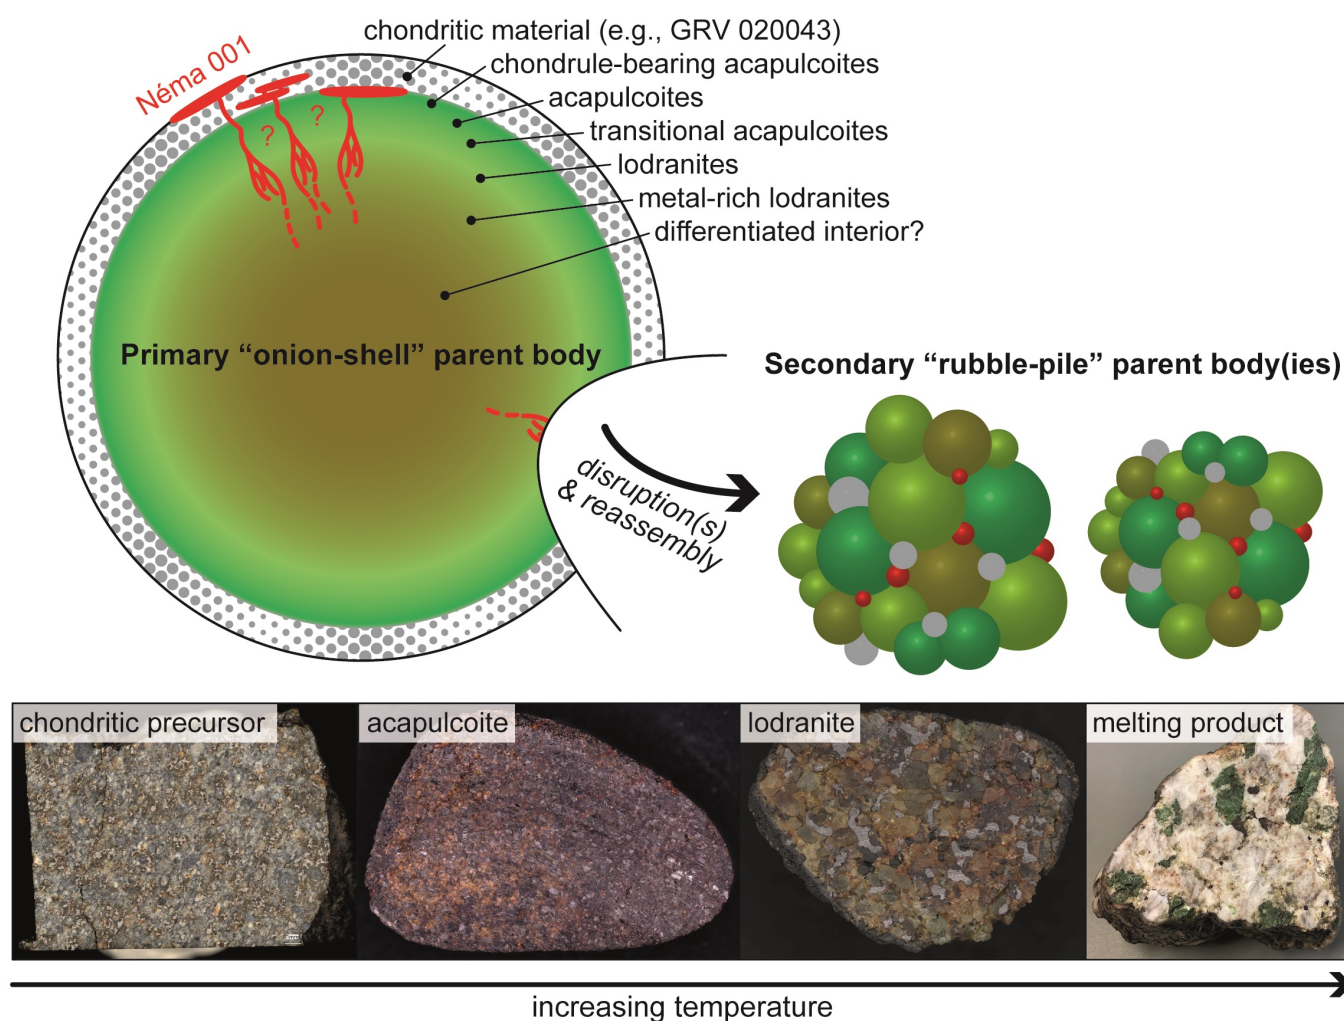 chondritic material (e.g., GRV 020043)
Néma 001
chondrule-bearing acapulcoites
acapulcoites
? ?
transitional acapulcoites
lodranites
metal-rich lodranites
differentiated interior?
Primary “onion-shell” parent body
Secondary “rubble-pile” parent body(ies)
disruption(s)
& reassembly
chondritic precursor
acapulcoite
lodranite
melting product
increasing temperature